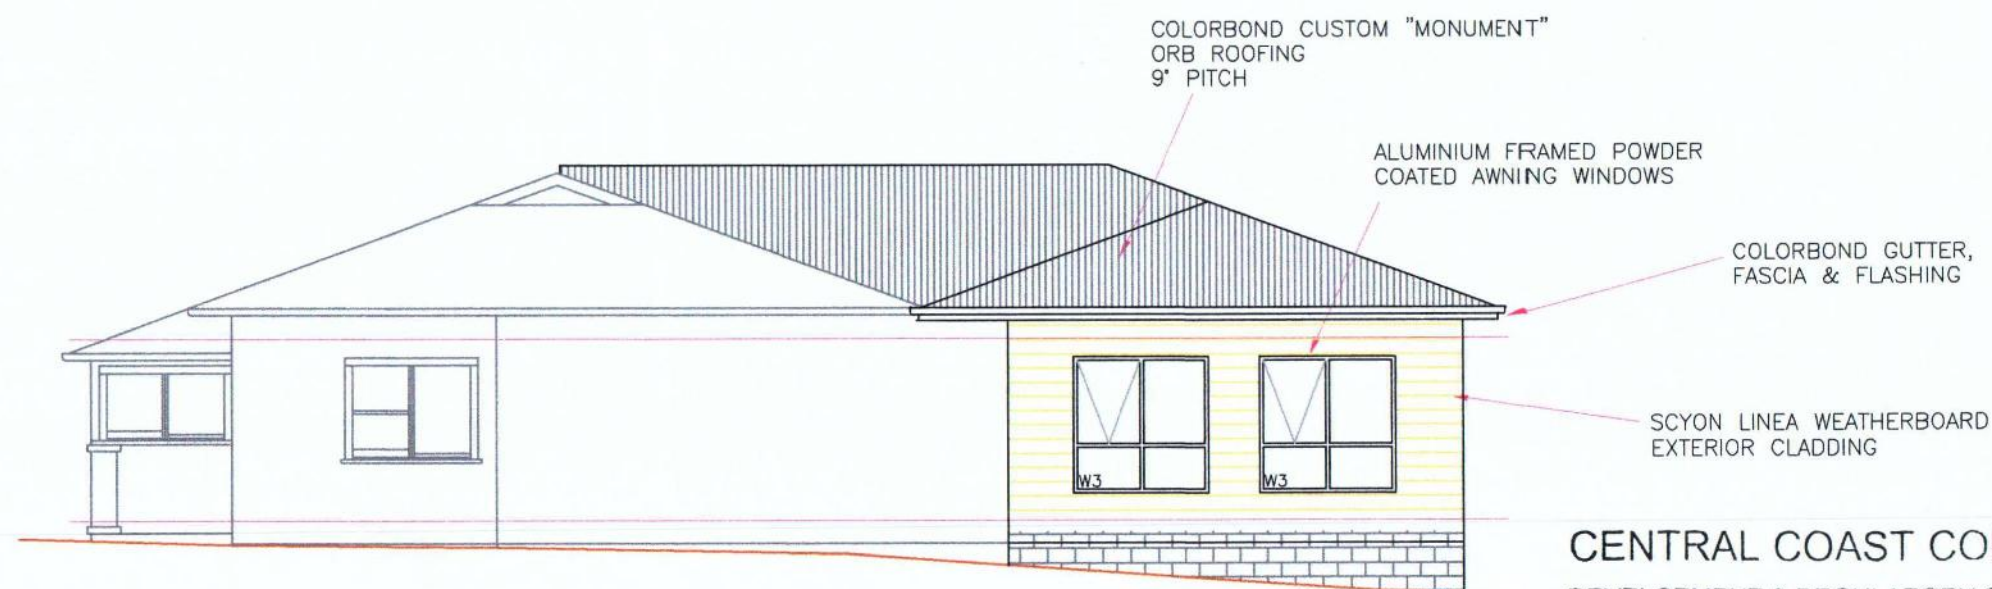 COLORBOND CUSTOM "MONUMENT"
ORB ROOFING
9° PITCH
ALUMINIUM FRAMED POWDER
COATED AWNING WINDOWS
COLORBOND GUTTER,
FASCIA & FLASHING
SCYON LINEA WEATHERBOARD
EXTERIOR CLADDING
W3
W3
CENTRAL COAST CO